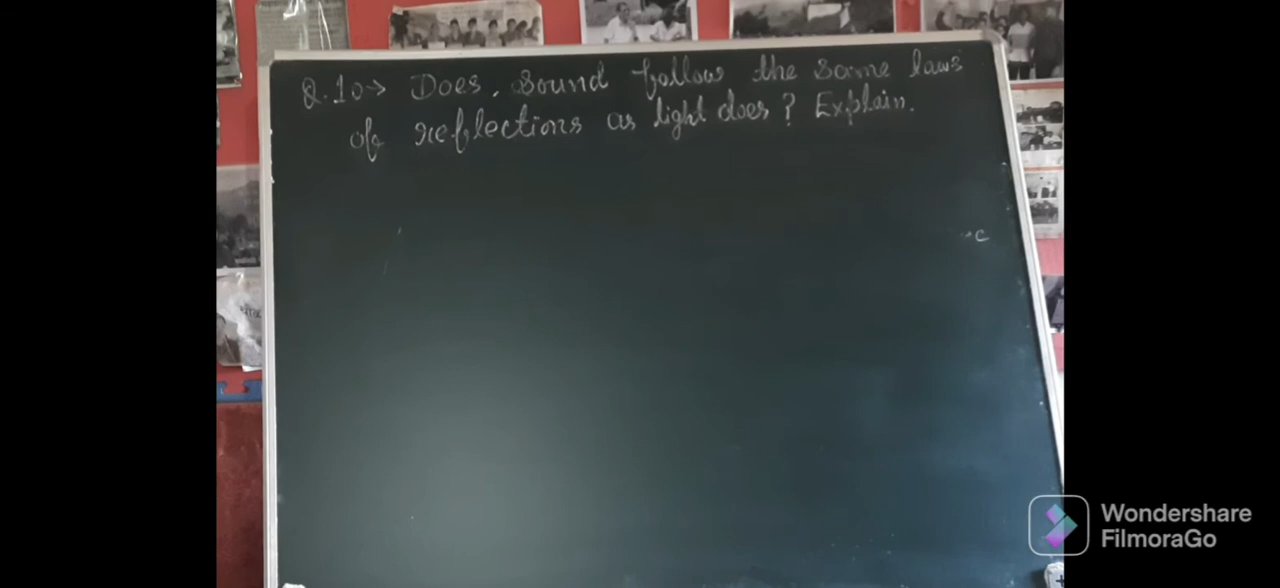 Q.10→ Does, Sound follow the same laws
of reflections as light does? Explain.
Wondershare
FilmoraGo